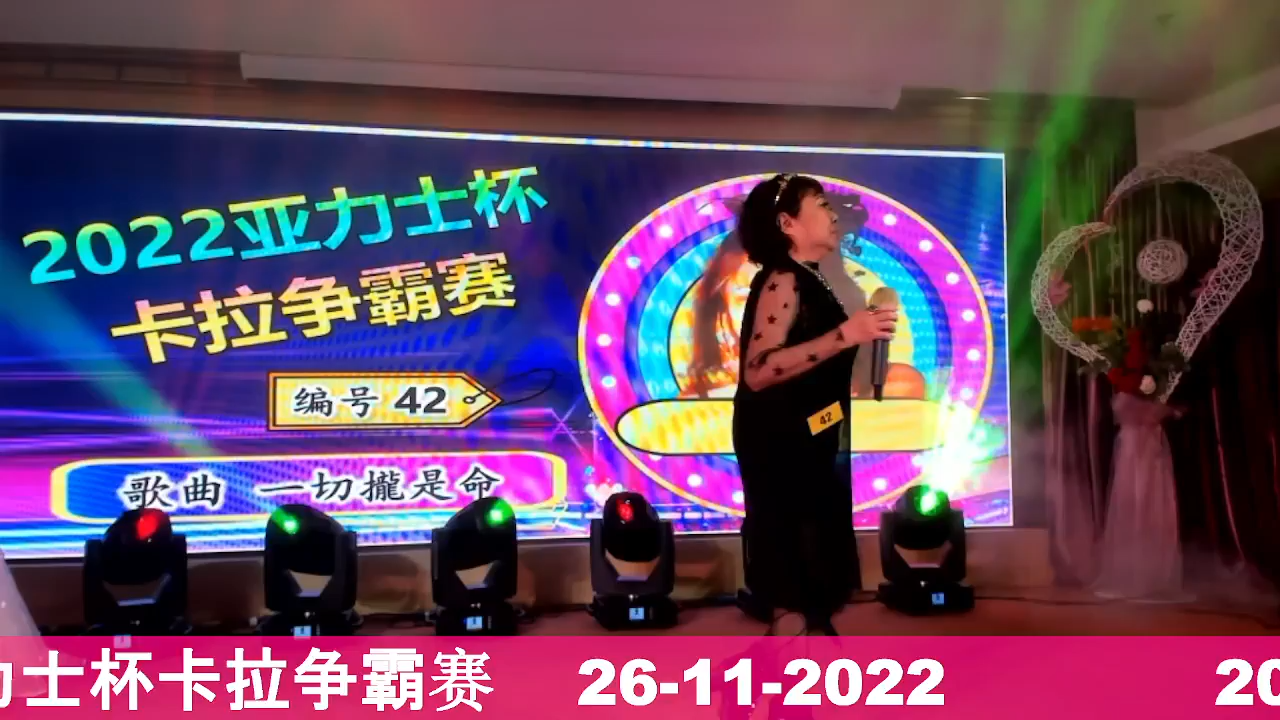 2022亚力士杯
卡拉争霸赛
编号 42
歌曲 一切攏是命
42
力士杯卡拉争霸赛 26-11-2022 20